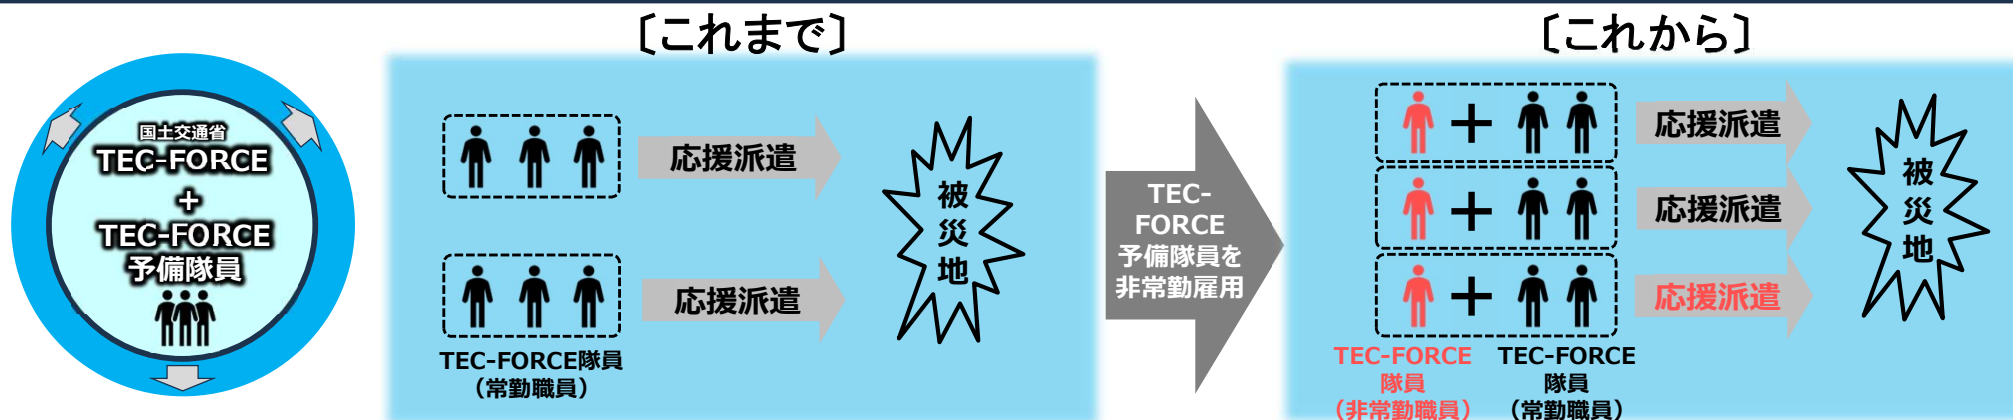 国土交通省
TEC-FORCE
+
TEC-FORCE
予備隊員
〔これまで〕
応援派遣
応援派遣
被災地
TEC-FORCE隊員
(常勤職員)
TEC-
FORCE
予備隊員を
非常勤雇用
〔これから〕
+
応援派遣
+
応援派遣
+
応援派遣
被災地
TEC-FORCE
隊員
(非常勤職員)
TEC-FORCE
隊員
(常勤職員)